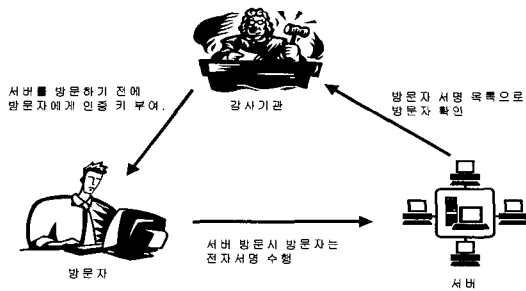 서버를 방문하기 전에
방문자에게 인증 키 부여.
감사기관
방문자 서명 목록으로
방문자 확인
서버 방문시 방문자는
전자서명 수행
방문자
서버